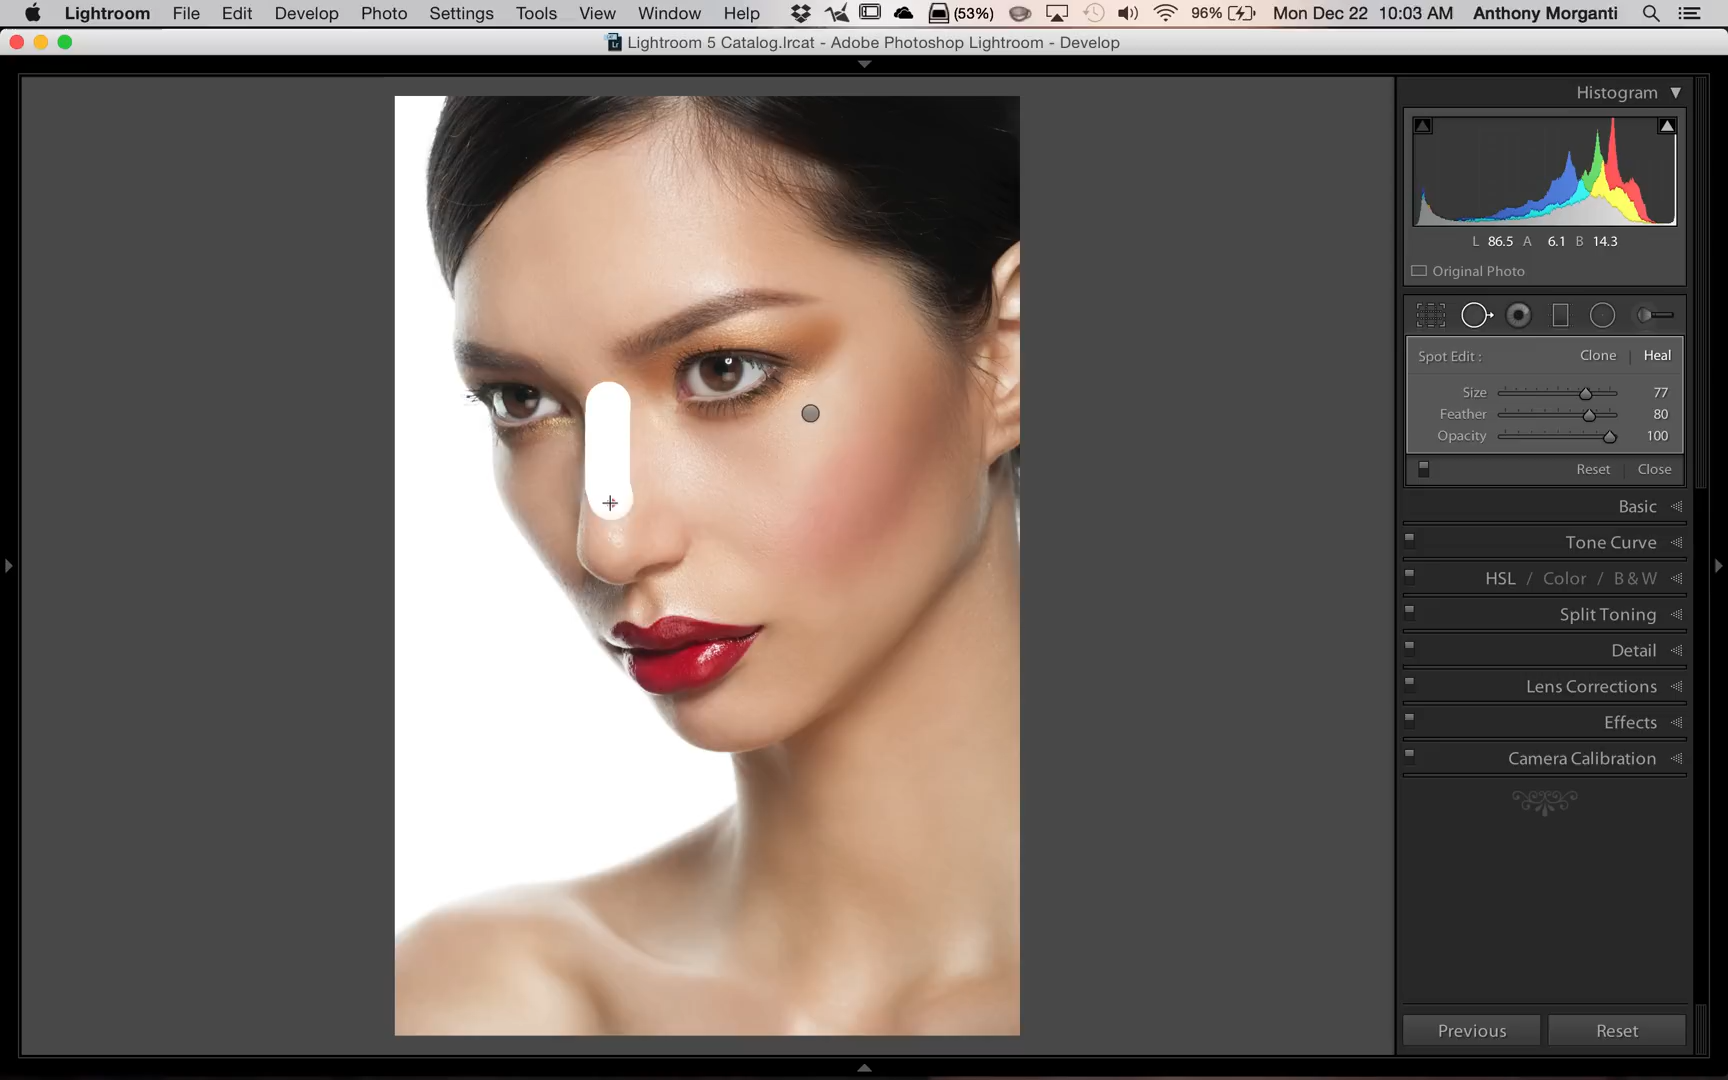 Lightroom File Edit Develop Photo Settings Tools View Window Help (53%) 96% Mon Dec 22 10:03 AM Anthony Morganti
Lightroom 5 Catalog.lrcat - Adobe Photoshop Lightroom - Develop
Histogram
L 86.5 A 6.1 B 14.3
Original Photo
Spot Edit : Clone | Heal
Size 77
Feather 80
Opacity 100
Reset Close
Basic
Tone Curve
HSL / Color / B & W
Split Toning
Detail
Lens Corrections
Effects
Camera Calibration
Previous Reset